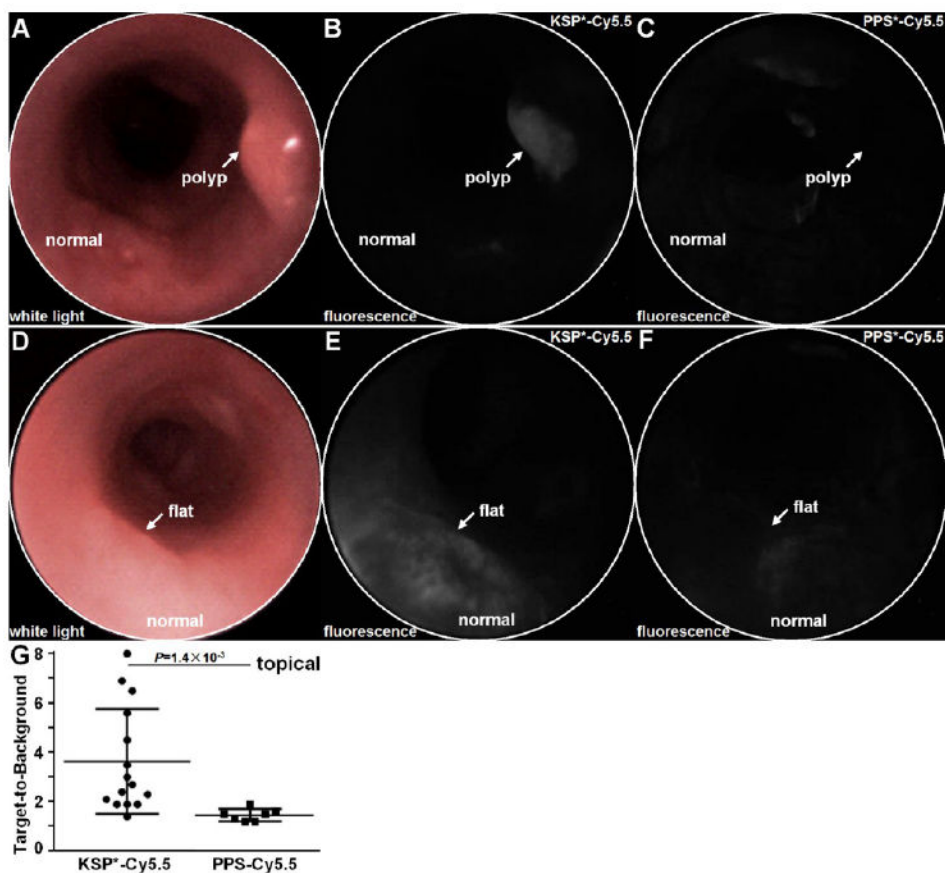 A
polyp
normal
white light
B
KSP*-Cy5.5
polyp
fluorescence
C
PPS*-Cy5.5
polyp
fluorescence
D
flat
normal
white light
E
KSP*-Cy5.5
flat
normal
fluorescence
F
PPS*-Cy5.5
flat
normal
fluorescence
G
P=1.4×10-3
topical
Target-to-Background
8
6
4
2
0
KSP*-Cy5.5
PPS-Cy5.5